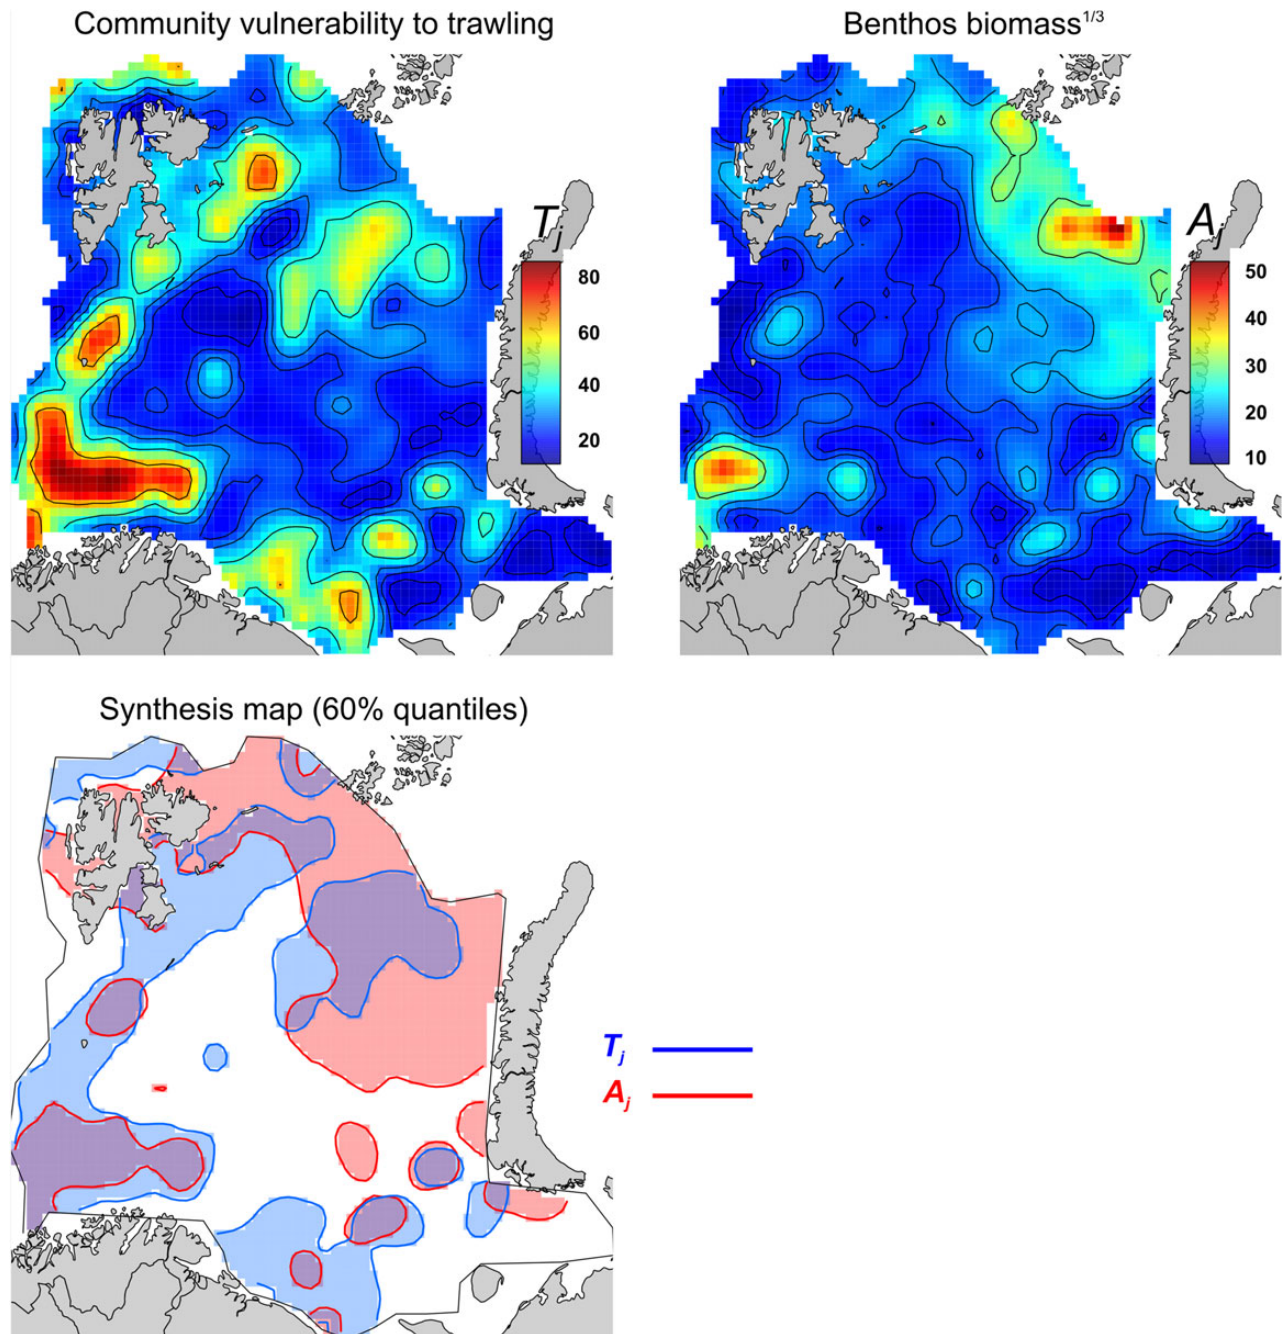 Community vulnerability to trawling
Benthos biomass1/3
Tj
80
60
40
20
Aj
50
40
30
20
10
Synthesis map (60% quantiles)
Tj
Aj